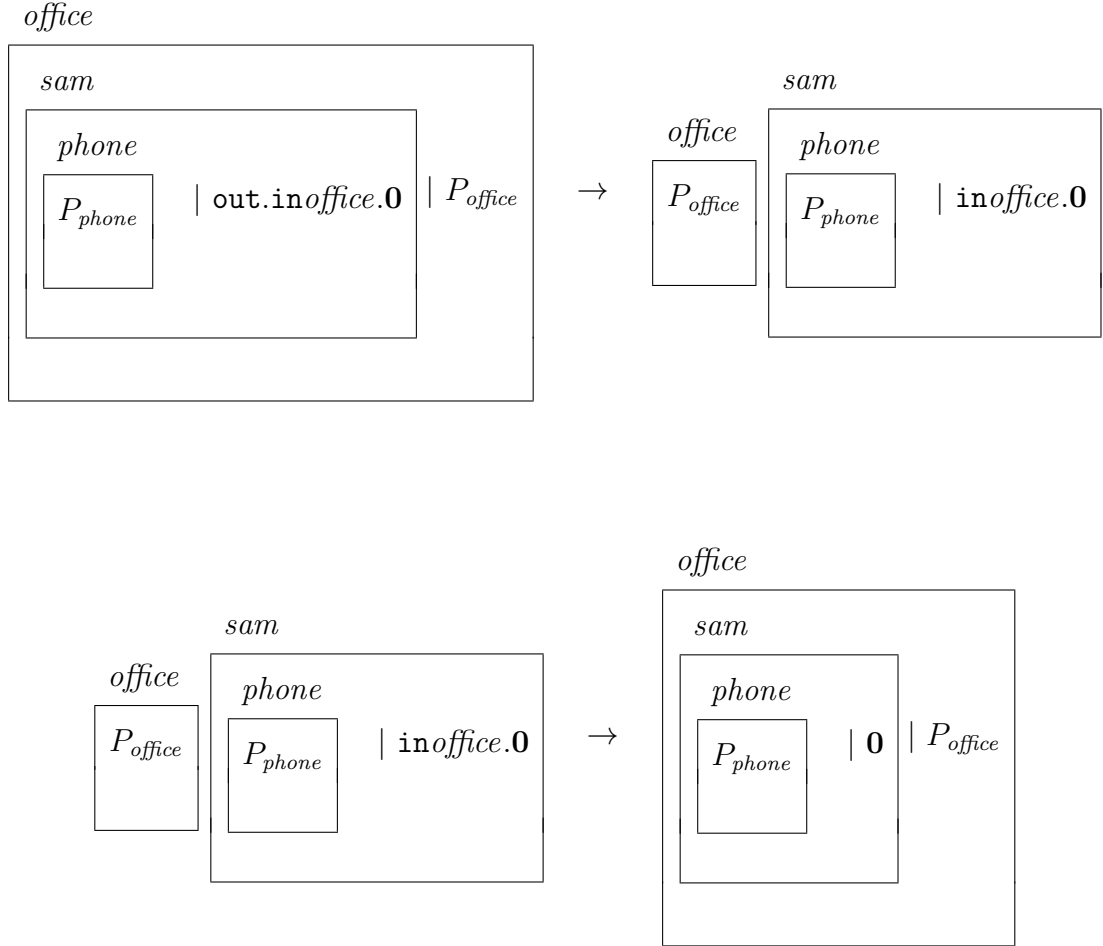 office
sam
phone
P_phone | out.in office.0 | P_office →
sam
office
phone
P_office P_phone | in office.0
sam
office
phone
P_office P_phone | in office.0 →
office
sam
phone
P_phone | 0 | P_office